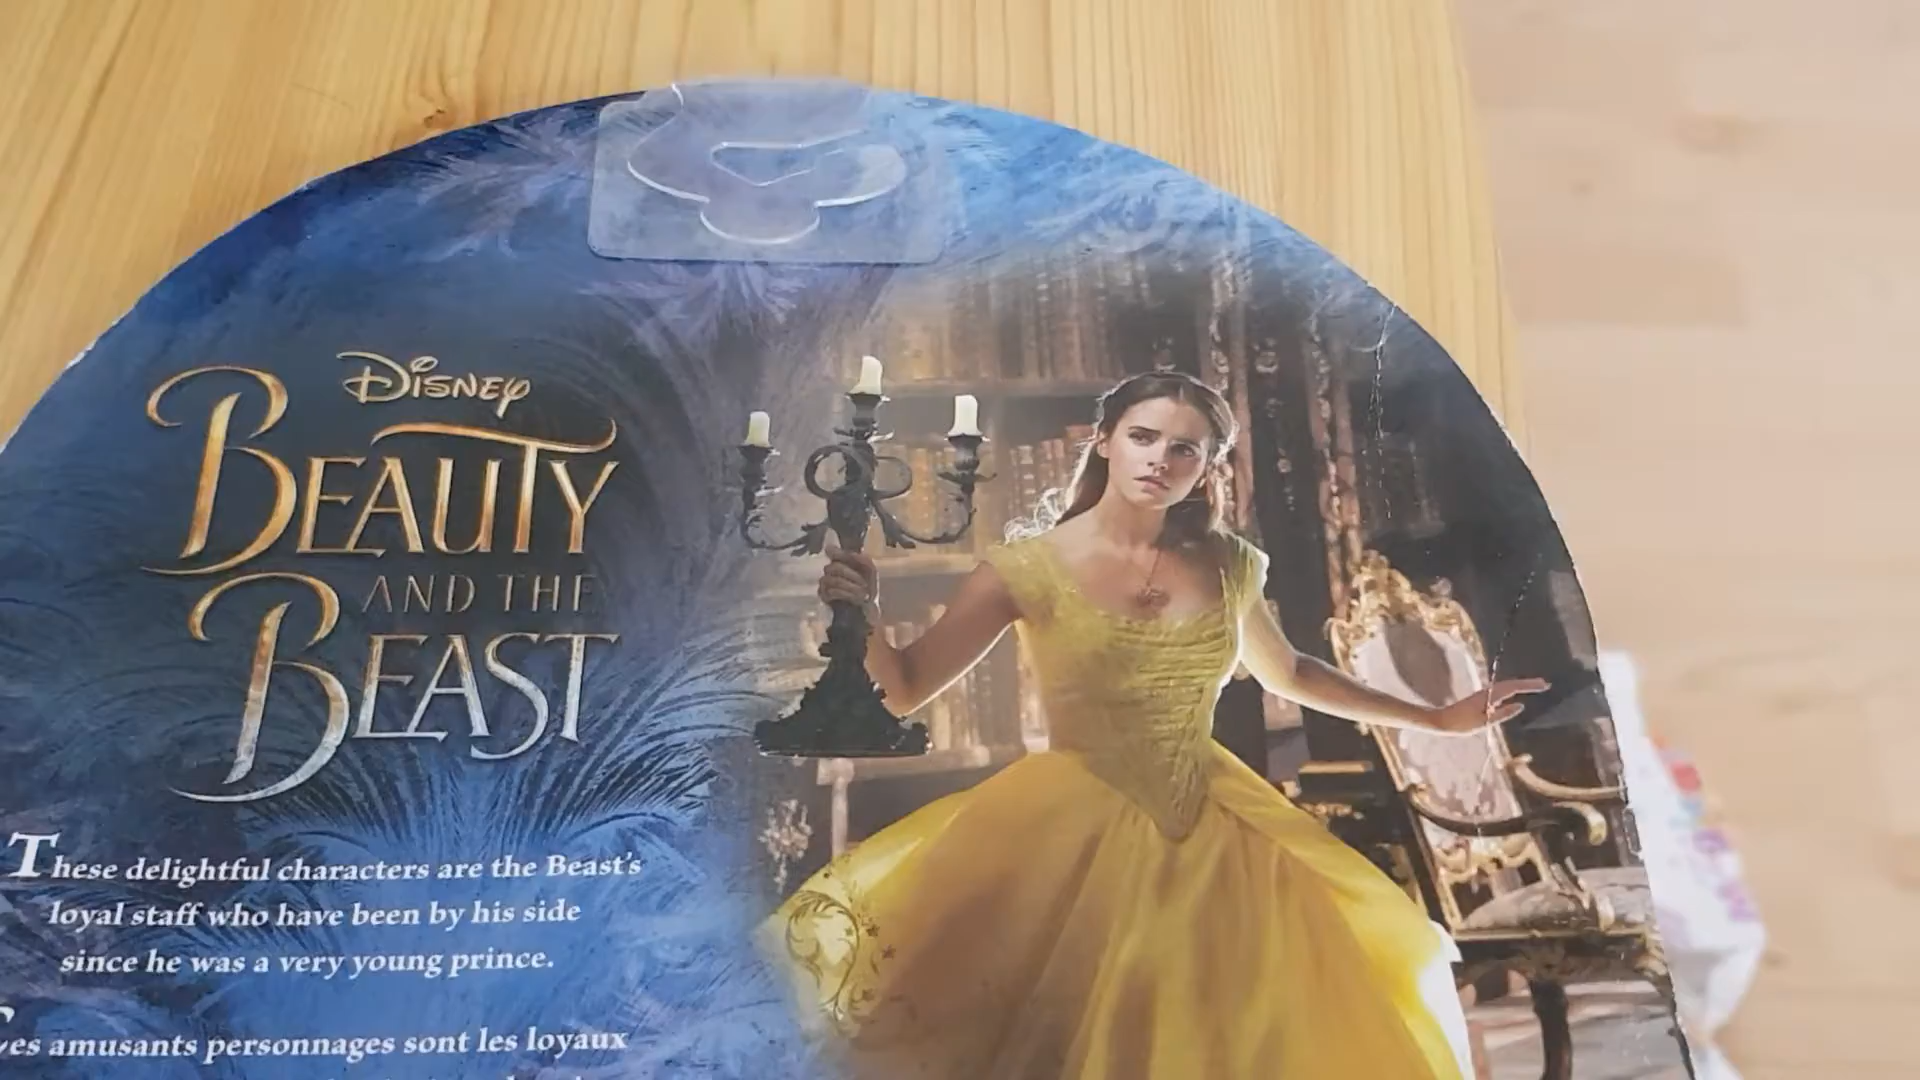 Disney
BEAUTY
AND THE
BEAST
These delightful characters are the Beast's
loyal staff who have been by his side
since he was a very young prince.
Ces amusants personnages sont les loyaux